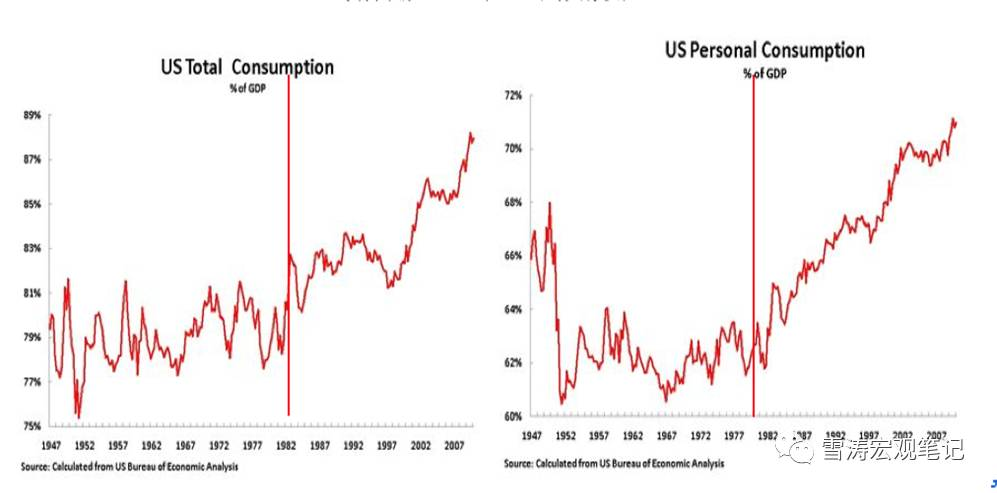 US Total Consumption
% of GDP
89%
87%
85%
83%
81%
79%
77%
75%
1947 1952 1957 1962 1967 1972 1977 1982 1987 1992 1997 2002 2007
Source: Calculated from US Bureau of Economic Analysis
US Personal Consumption
% of GDP
72%
70%
68%
66%
64%
62%
60%
1947 1952 1957 1962 1967 1972 1977 1982 1987 1992 1997 2002 2007
Source: Calculated from US Bureau of Economic Analysis
雪涛宏观笔记